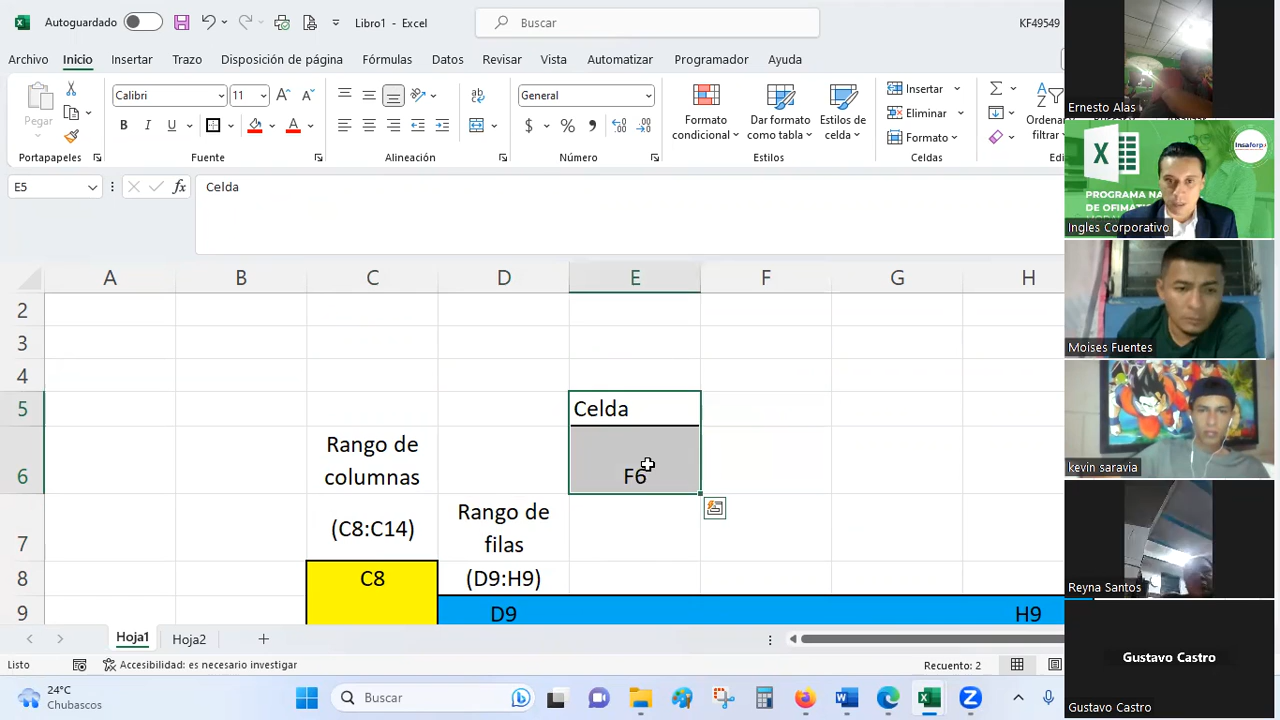 Autoguardado
Libro1 - Excel
Buscar
KF49549
Archivo Inicio Insertar Trazo Disposición de página Fórmulas Datos Revisar Vista Automatizar Programador Ayuda
Pegar
Portapapeles
Calibri 11
N K S
Fuente
Alineación
General
$ % 000
Número
Formato condicional
Dar formato como tabla
Estilos de celda
Estilos
Insertar
Eliminar
Formato
Celdas
Ordenar
filtrar
E5
fx
Celda
A B C D E F G H
2
3
4
5 Celda
6 Rango de columnas F6
7 (C8:C14) Rango de filas
8 C8 (D9:H9)
9 D9 H9
Hoja1 Hoja2
Listo
Accesibilidad: es necesario investigar
Recuento: 2
24°C
Chubascos
Buscar
Ernesto Alas
Insaforp
PROGRAMA NA
DE OFIMATI
Ingles Corporativo
Moises Fuentes
kevin saravia
Reyna Santos
Gustavo Castro
Gustavo Castro